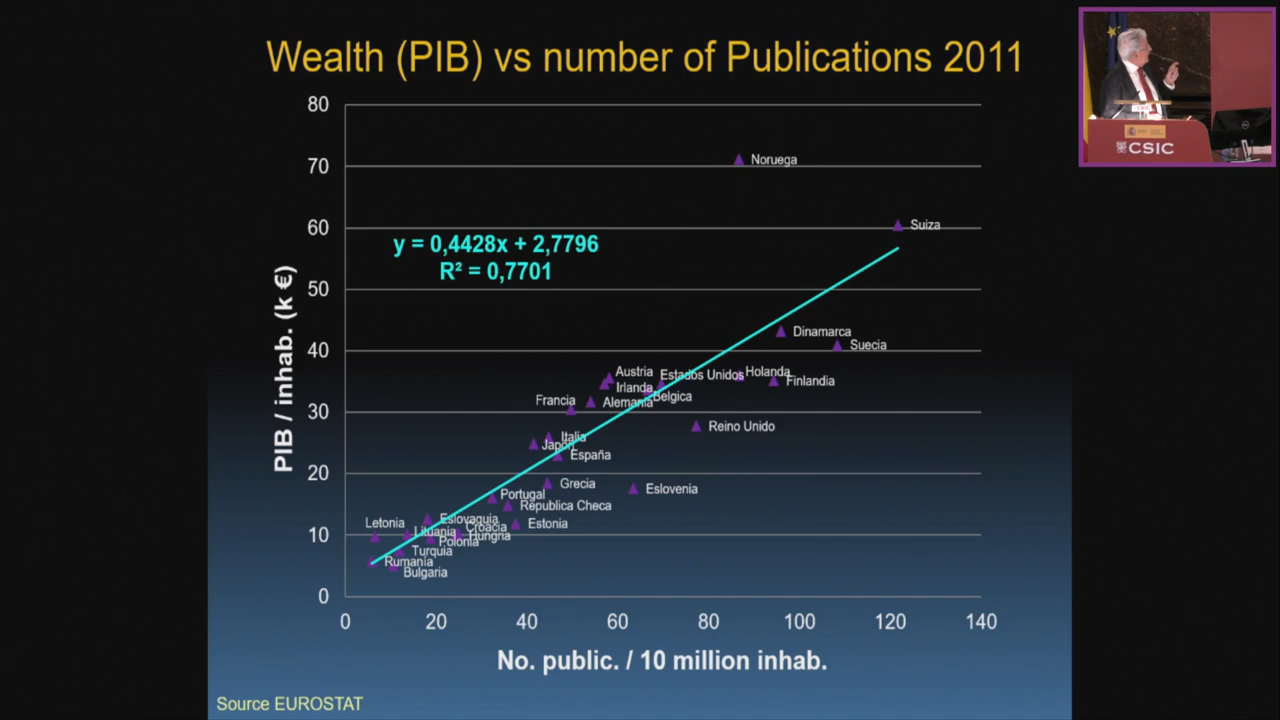 Wealth (PIB) vs number of Publications 2011
80
70
60
50
40
30
20
10
0
PIB / inhab. (k €)
y = 0,4428x + 2,7796
R² = 0,7701
Noruega
Suiza
Dinamarca
Suecia
Austria
Estados Unidos
Holanda
Finlandia
Irlanda
Belgica
Francia
Alemania
Reino Unido
Italia
Japon
España
Grecia
Eslovenia
Portugal
Republica Checa
Eslovaquia
Letonia
Estonia
Croacia
Lituania
Hungria
Polonia
Turquia
Rumania
Bulgaria
0 20 40 60 80 100 120 140
No. public. / 10 million inhab.
Source EUROSTAT
CSIC